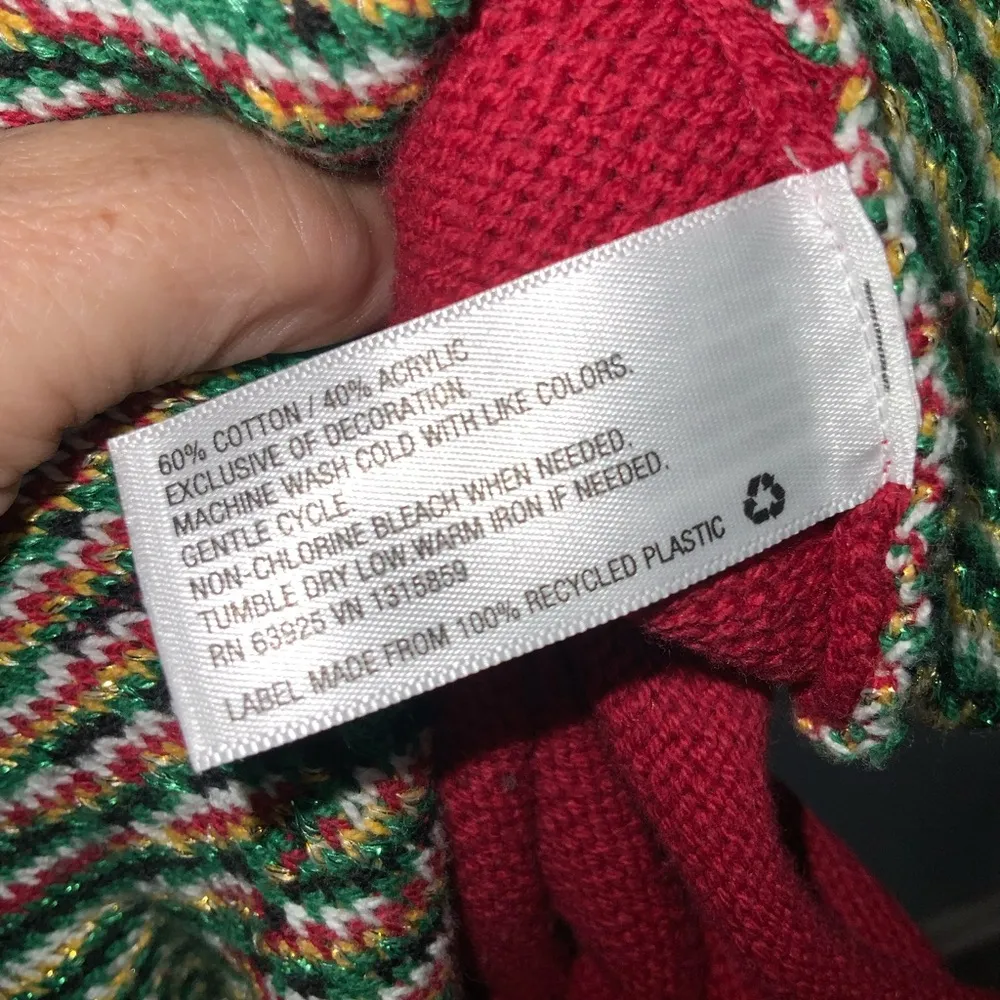 60% COTTON / 40% ACRYLIC
EXCLUSIVE OF DECORATION.
MACHINE WASH COLD WITH LIKE COLORS.
GENTLE CYCLE.
NON-CHLORINE BLEACH WHEN NEEDED.
TUMBLE DRY LOW WARM IRON IF NEEDED.
RN 63925 VN 1315859
LABEL MADE FROM 100% RECYCLED PLASTIC